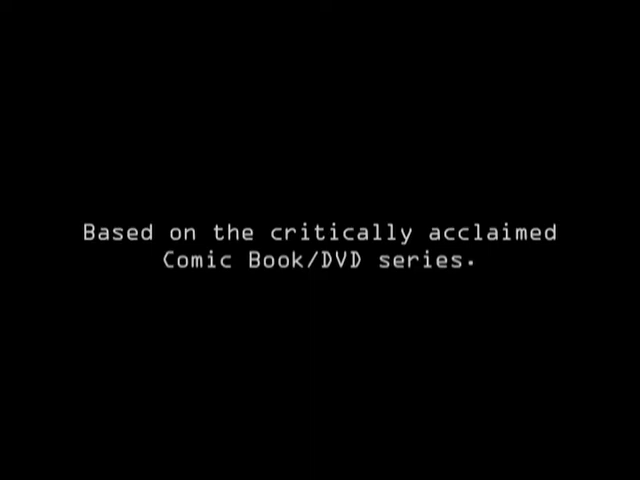 Based on the critically acclaimed
Comic Book/DVD series.